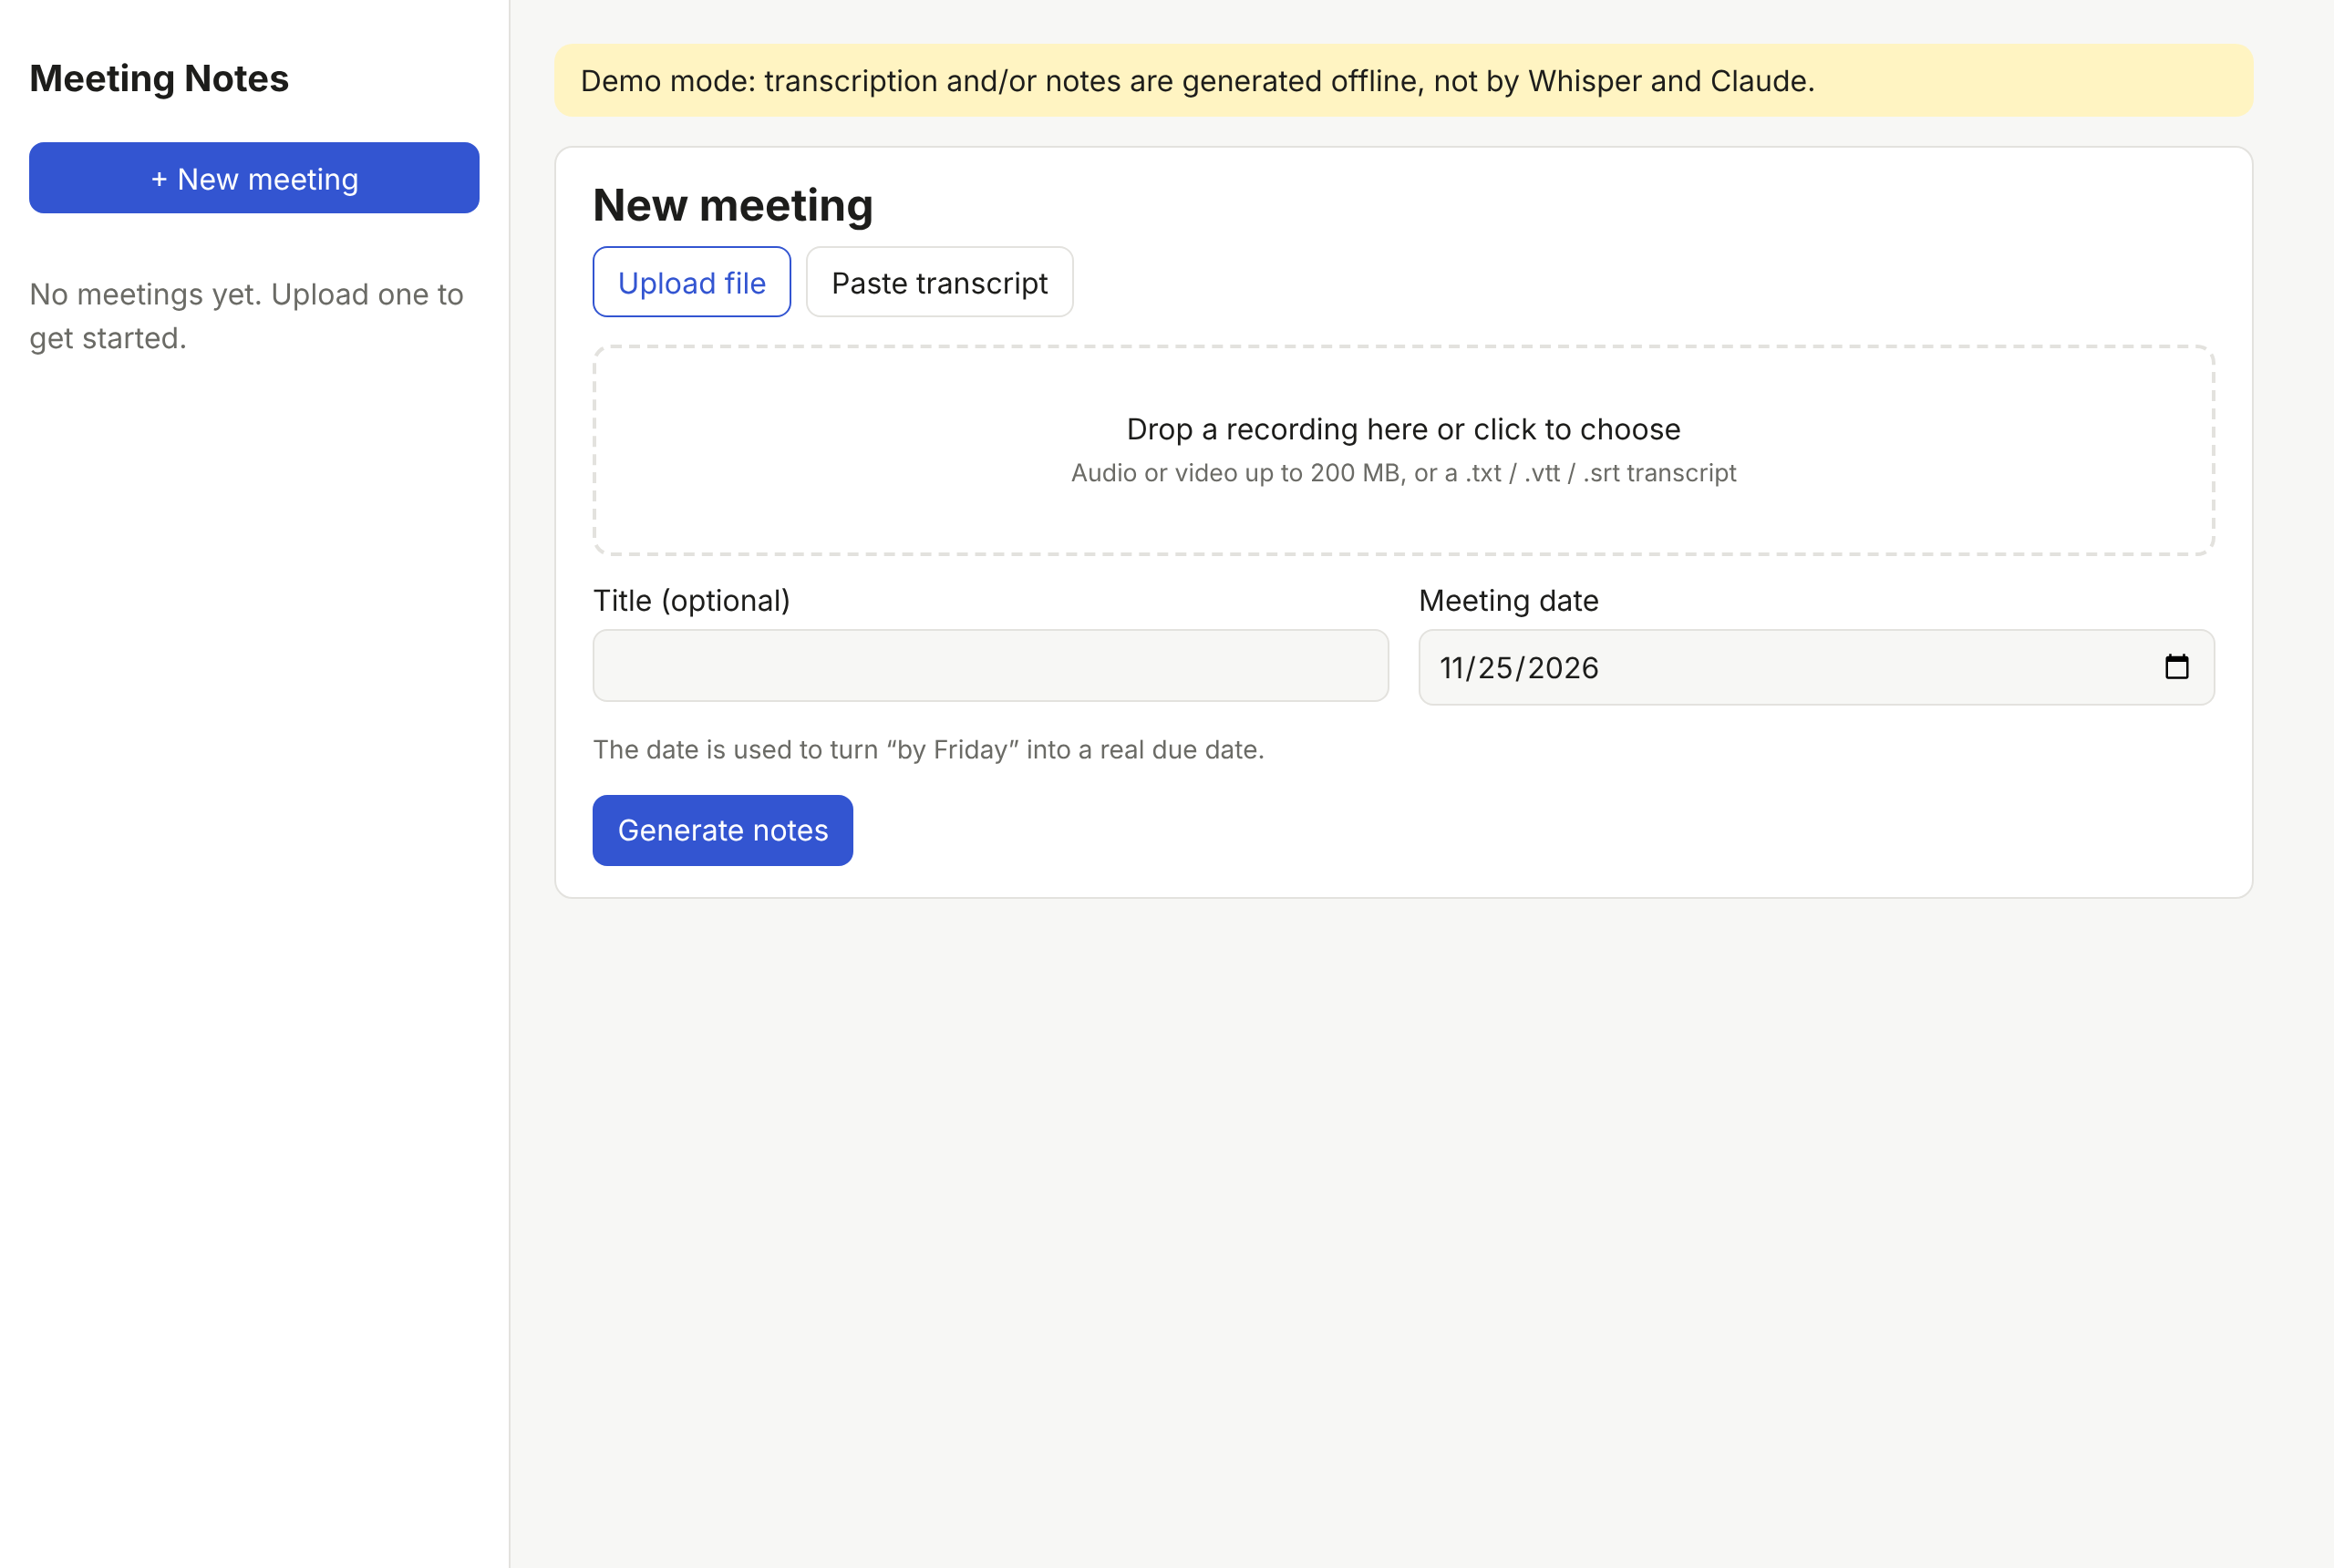 Meeting Notes
+ New meeting
No meetings yet. Upload one to
get started.
Demo mode: transcription and/or notes are generated offline, not by Whisper and Claude.
New meeting
Upload file
Paste transcript
Drop a recording here or click to choose
Audio or video up to 200 MB, or a .txt / .vtt / .srt transcript
Title (optional)
Meeting date
11/25/2026
The date is used to turn “by Friday” into a real due date.
Generate notes